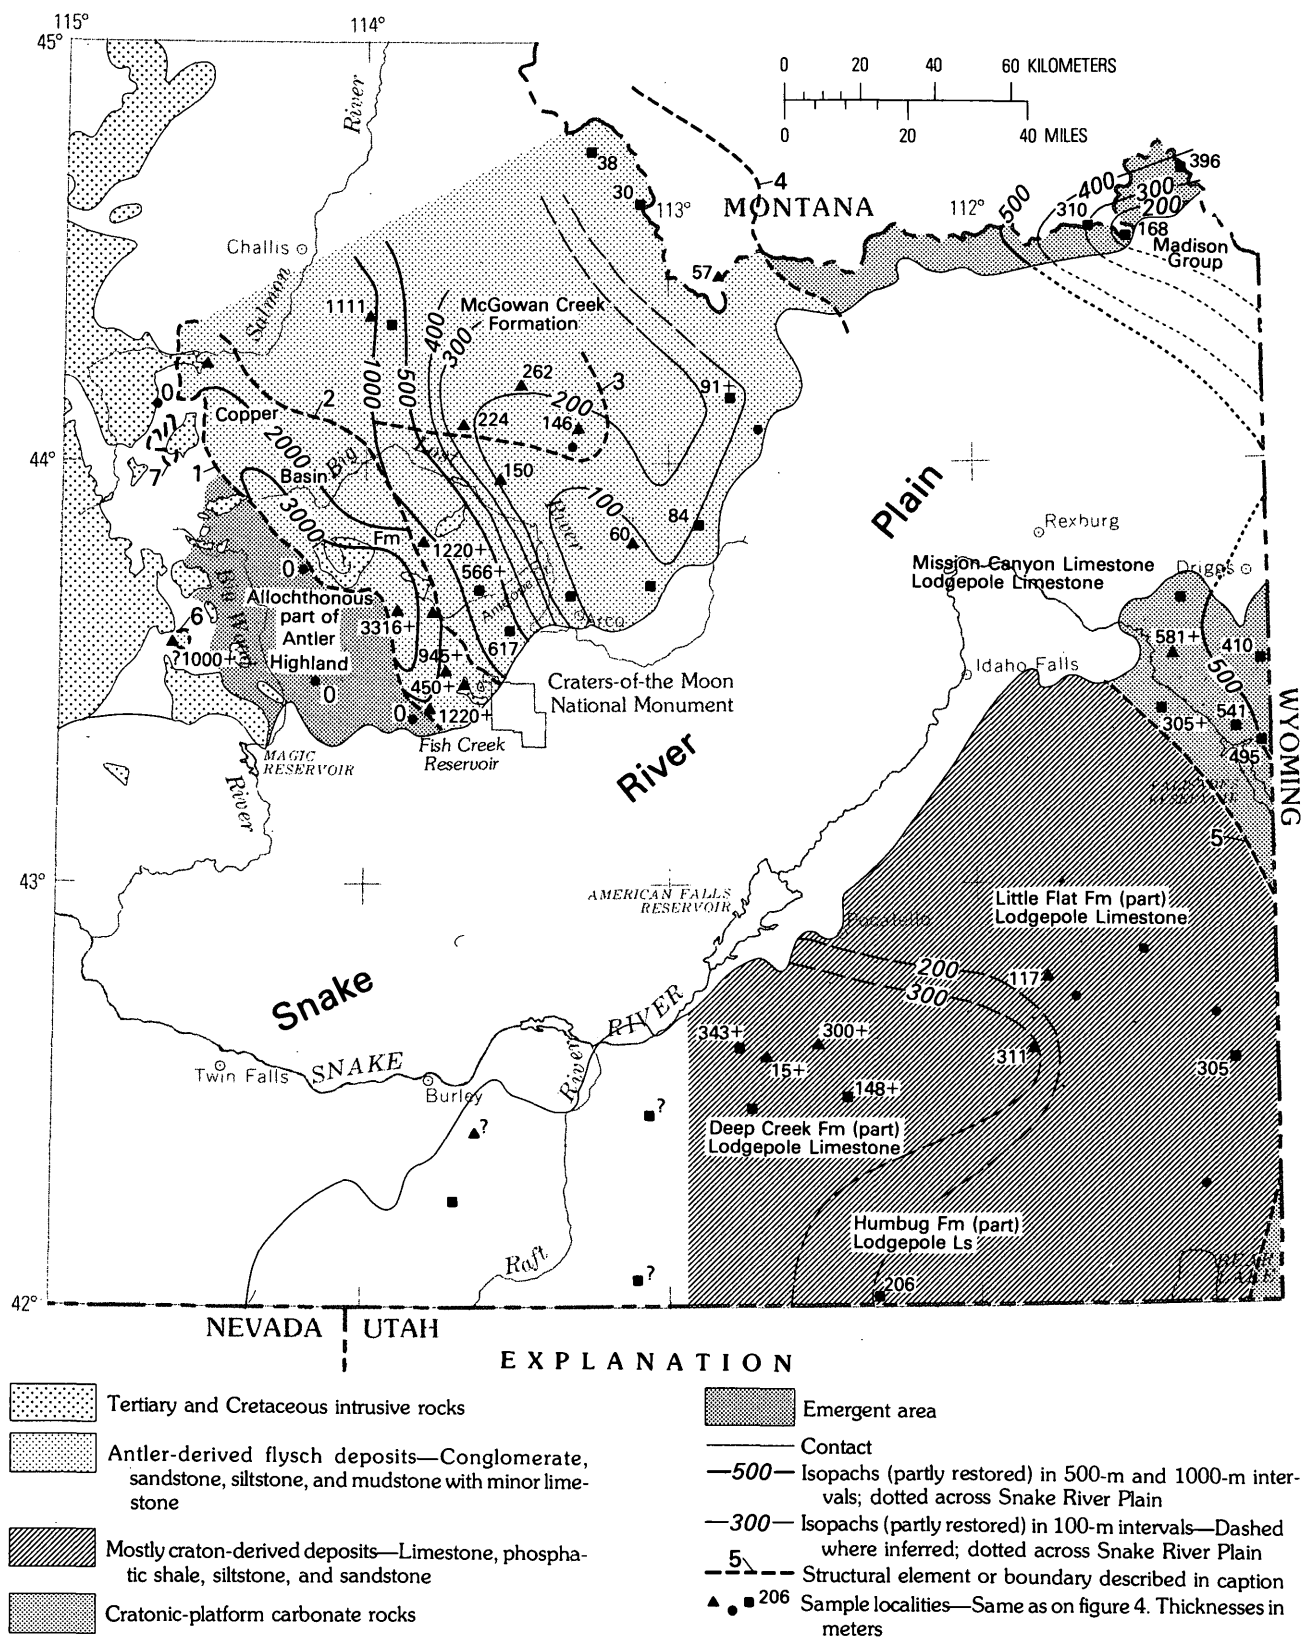 115°
114°
45°
River
0 20 40 60 KILOMETERS
0 20 40 MILES
38
30
113°
4
MONTANA
112°
500
400
396
300
200
310
168
Madison
Group
Challis
Salmon
57
1111
McGowan Creek
Formation
400
300
1000
500
262
3
200
91+
0
Copper
2
224
146
2000
44°
7
1
Basin
Big
Lost
River
150
100
3000
Fm
84
60
Plain
Rexburg
1220+
566+
0
Mission Canyon Limestone
Lodgepole Limestone
Driggs
Big Wood
Allochthonous
part of
Antler
Highland
Antelope Cr
Arco
6
3316+
?1000+
617
945+
450+
581+
410
Idaho Falls
500
0
0
1220+
Craters-of-the Moon
National Monument
305+
541
495
Fish Creek
Reservoir
MAGIC
RESERVOIR
River
River
WYOMING
5
43°
AMERICAN FALLS
RESERVOIR
Pocatello
Little Flat Fm (part)
Lodgepole Limestone
Snake
200
300
117
RIVER
343+
300+
15+
311
305
Twin Falls
SNAKE
Burley
River
148+
?
?
Deep Creek Fm (part)
Lodgepole Limestone
Humbug Fm (part)
Lodgepole Ls
Raft
?
206
BEAR
LAKE
42°
NEVADA
UTAH
EXPLANATION
Tertiary and Cretaceous intrusive rocks
Antler-derived flysch deposits—Conglomerate,
sandstone, siltstone, and mudstone with minor lime-
stone
Mostly craton-derived deposits—Limestone, phospha-
tic shale, siltstone, and sandstone
Cratonic-platform carbonate rocks
Emergent area
Contact
—500— Isopachs (partly restored) in 500-m and 1000-m inter-
vals; dotted across Snake River Plain
—300— Isopachs (partly restored) in 100-m intervals—Dashed
where inferred; dotted across Snake River Plain
5 Structural element or boundary described in caption
206 Sample localities—Same as on figure 4. Thicknesses in
meters